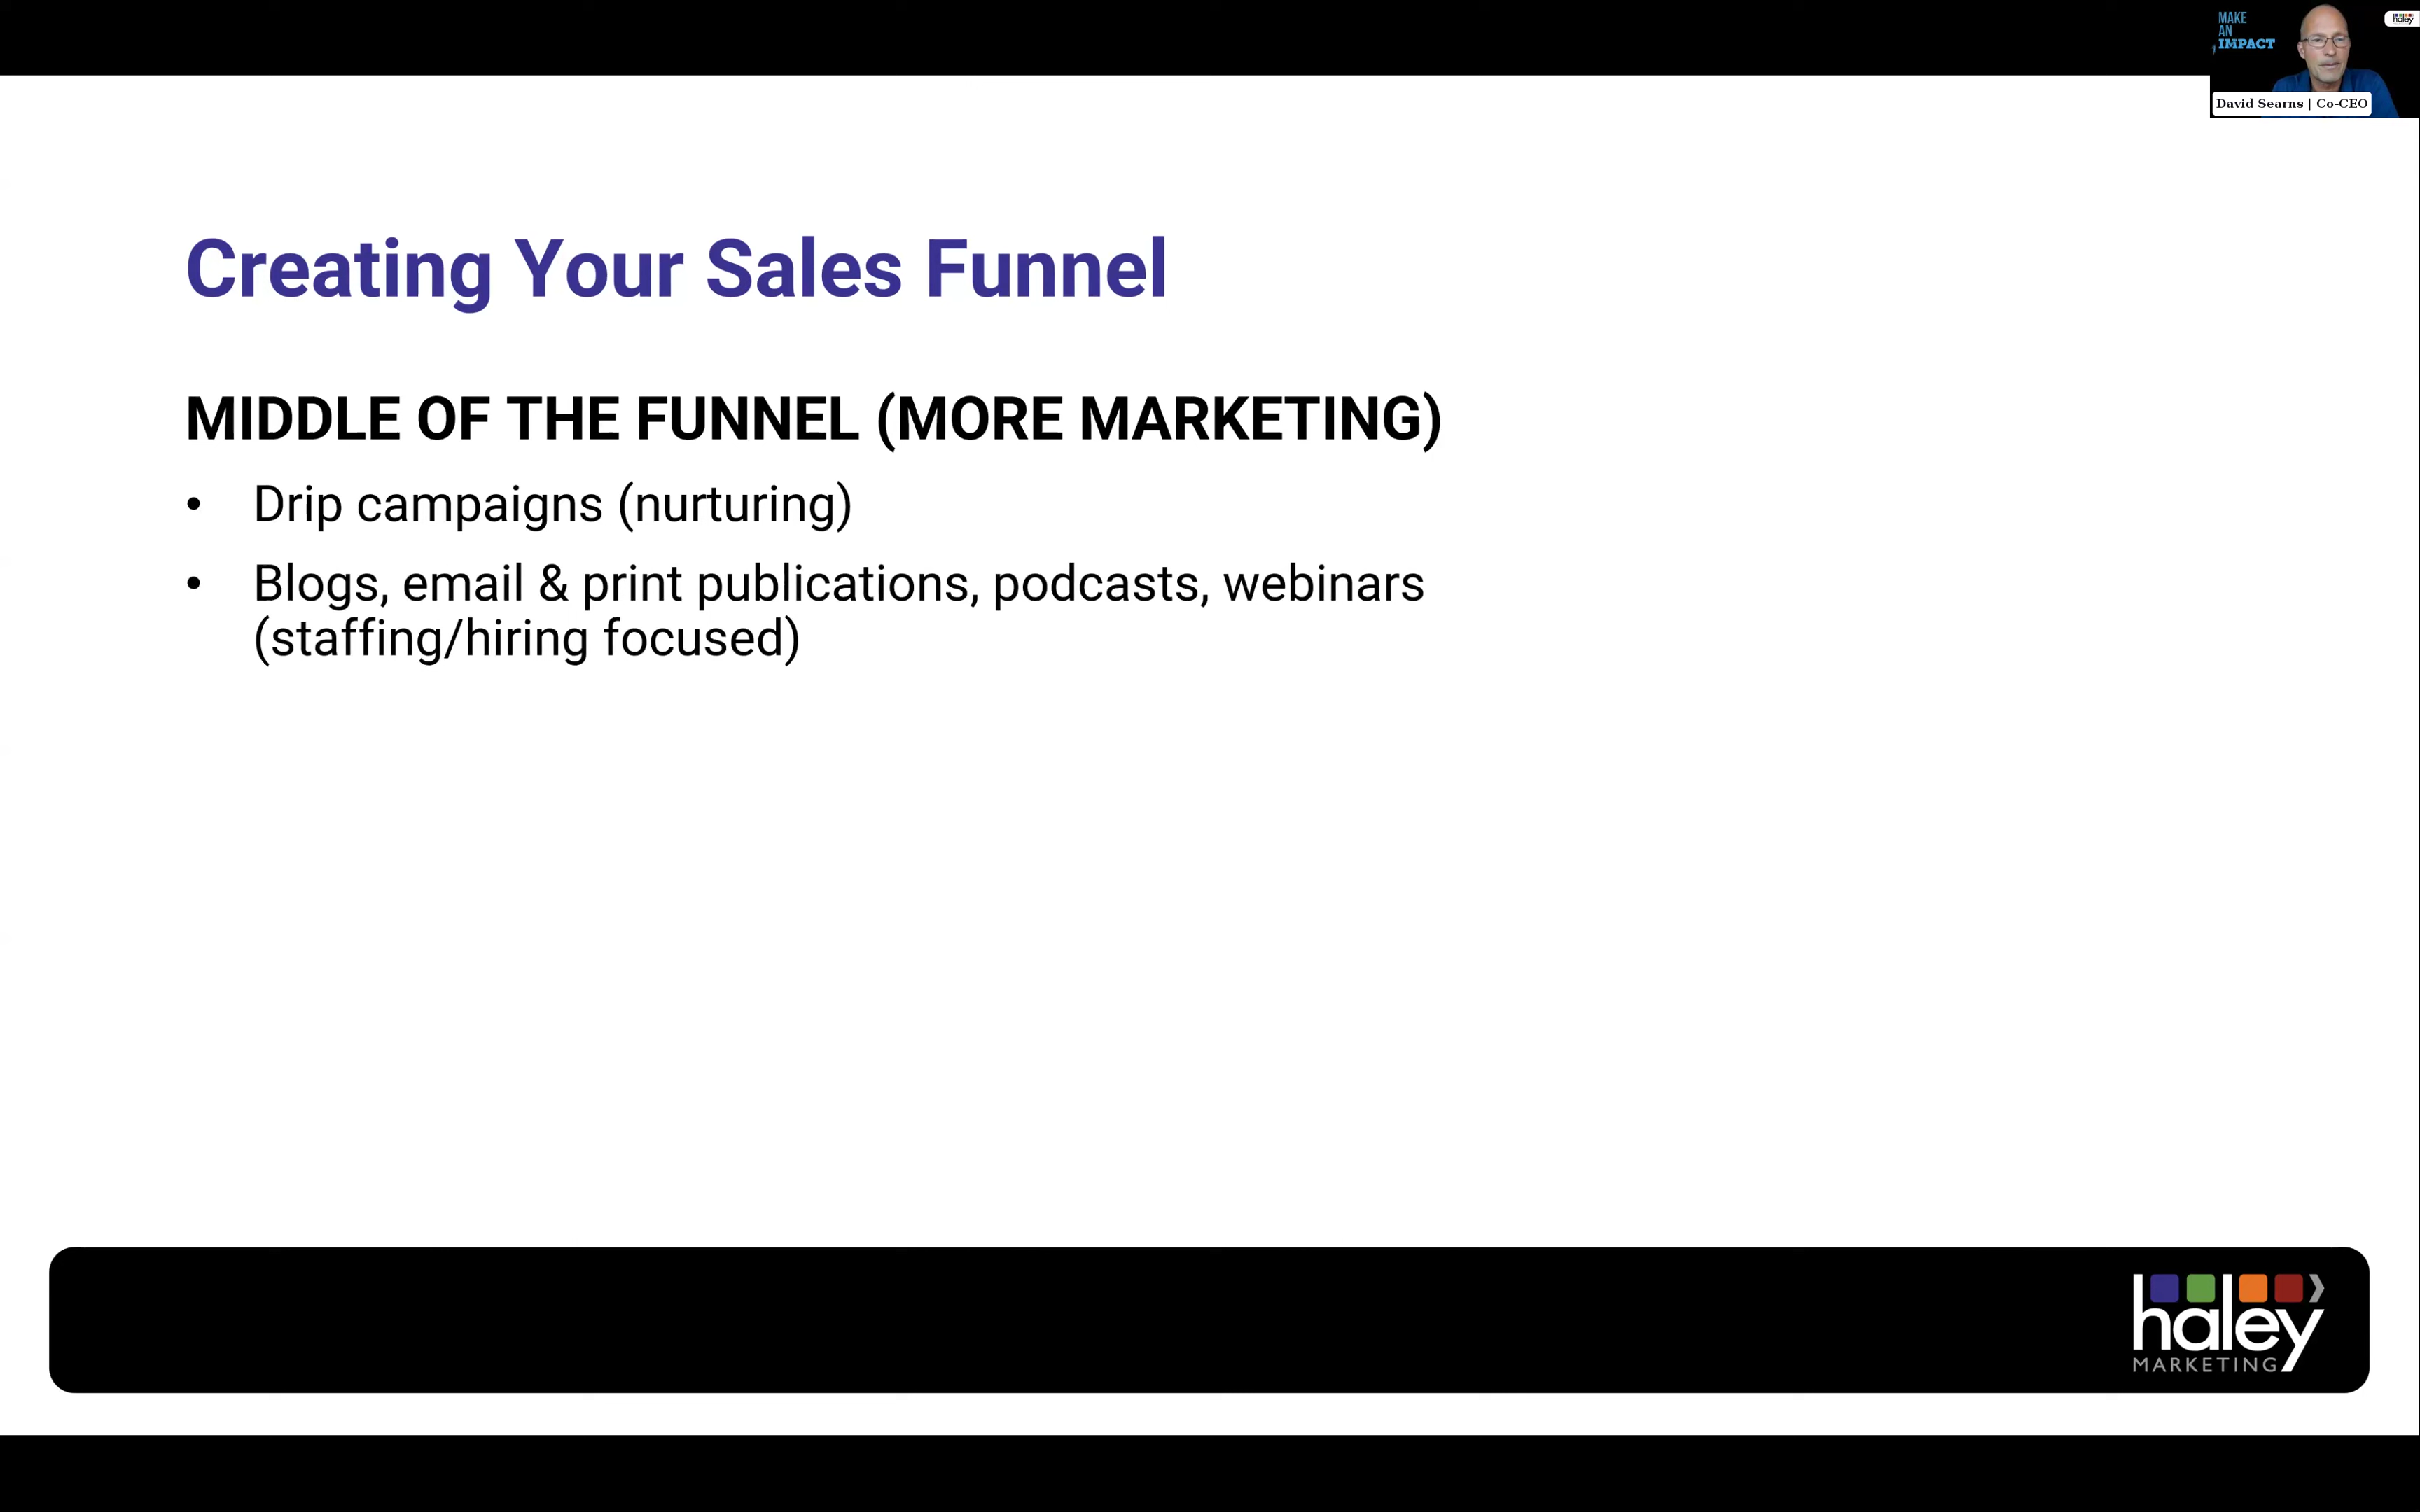 MAKE
AN
IMPACT
haley
David Searns | Co-CEO
Creating Your Sales Funnel
MIDDLE OF THE FUNNEL (MORE MARKETING)
• Drip campaigns (nurturing)
• Blogs, email & print publications, podcasts, webinars
(staffing/hiring focused)
haley
MARKETING